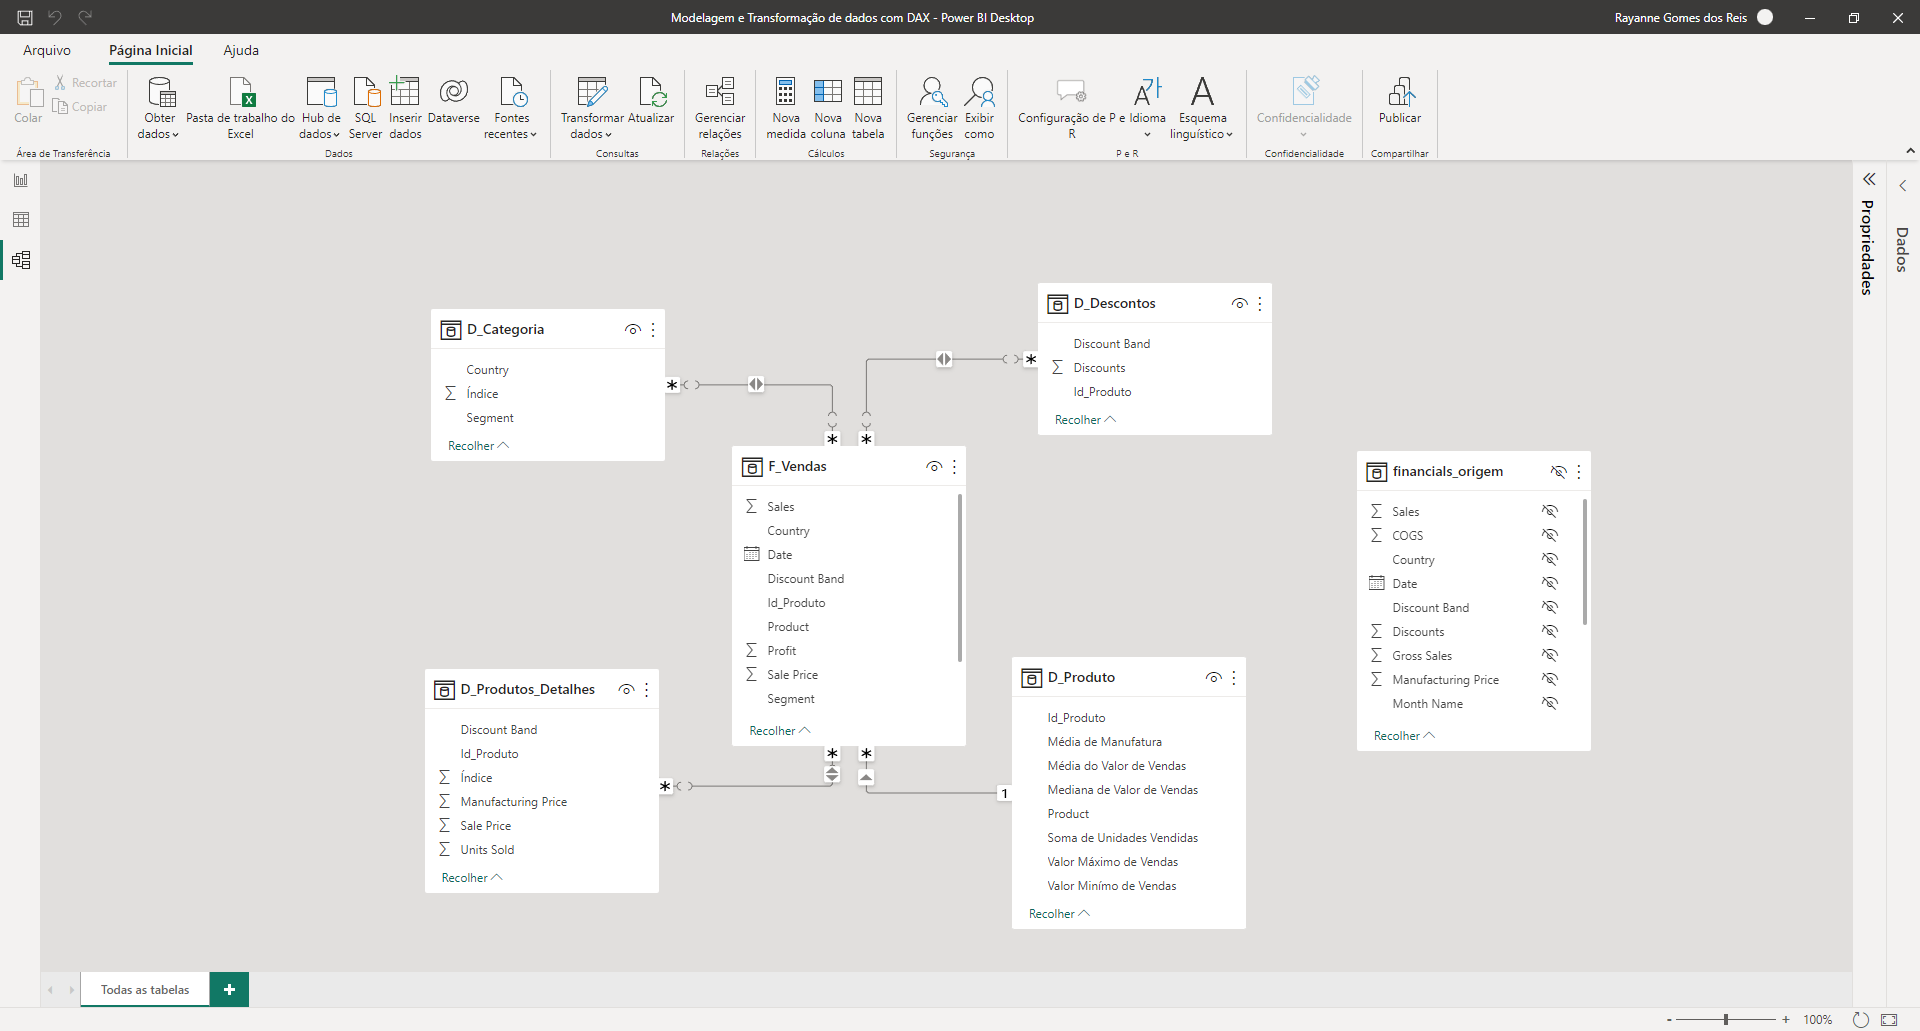 Modelagem e Transformação de dados com DAX - Power BI Desktop
Rayanne Gomes dos Reis
Arquivo
Página Inicial
Ajuda
Colar
Recortar
Copiar
Área de Transferência
Obter dados
Pasta de trabalho do Excel
Hub de dados
SQL Server
Inserir dados
Dataverse
Fontes recentes
Dados
Transformar dados
Atualizar
Consultas
Gerenciar relações
Relações
Nova medida
Nova coluna
Nova tabela
Cálculos
Gerenciar funções
Exibir como
Segurança
Configuração de P e R
Idioma
Esquema linguístico
P e R
Confidencialidade
Confidencialidade
Publicar
Compartilhar
Propriedades
Dados
D_Categoria
Country
Índice
Segment
Recolher
D_Descontos
Discount Band
Discounts
Id_Produto
Recolher
F_Vendas
Sales
Country
Date
Discount Band
Id_Produto
Product
Profit
Sale Price
Segment
Recolher
financials_origem
Sales
COGS
Country
Date
Discount Band
Discounts
Gross Sales
Manufacturing Price
Month Name
Recolher
D_Produtos_Detalhes
Discount Band
Id_Produto
Índice
Manufacturing Price
Sale Price
Units Sold
Recolher
D_Produto
Id_Produto
Média de Manufatura
Média do Valor de Vendas
Mediana de Valor de Vendas
Product
Soma de Unidades Vendidas
Valor Máximo de Vendas
Valor Minímo de Vendas
Recolher
1
Todas as tabelas
100%